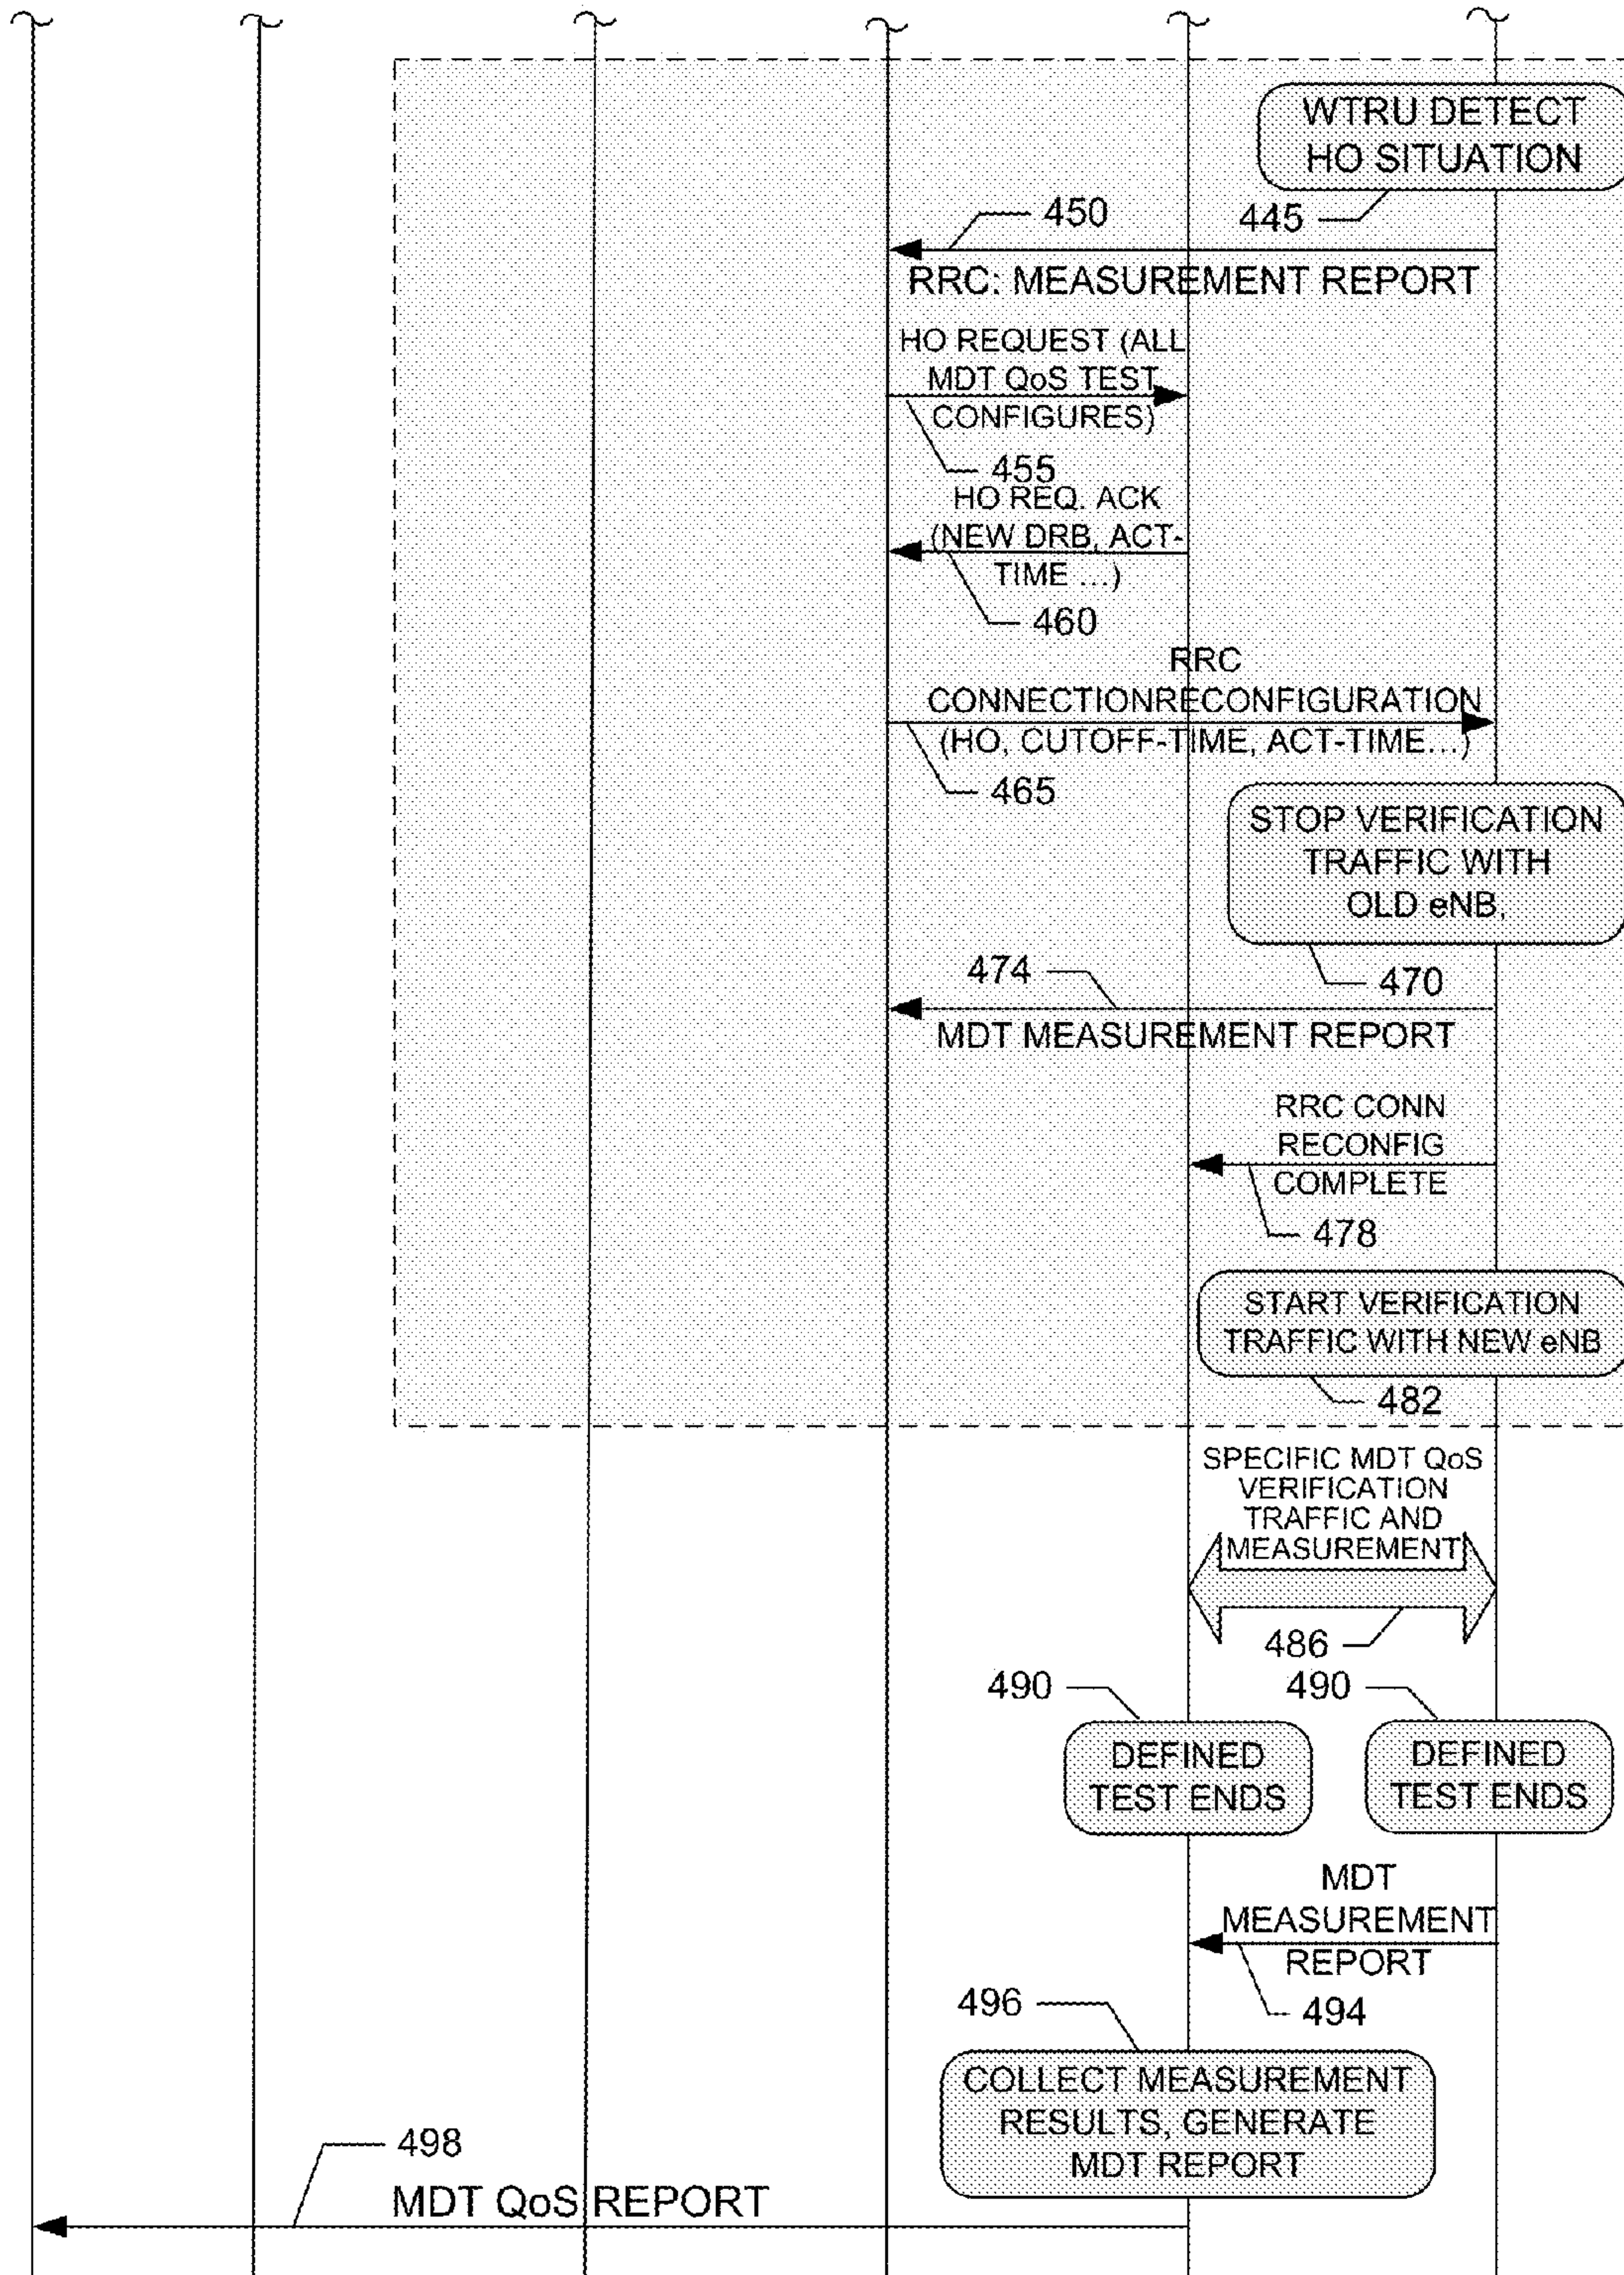 WTRU DETECT
HO SITUATION
450
445
RRC: MEASUREMENT REPORT
HO REQUEST (ALL
MDT QoS TEST
CONFIGURES)
455
HO REQ. ACK
(NEW DRB, ACT-
TIME ...)
460
RRC
CONNECTIONRECONFIGURATION
(HO, CUTOFF-TIME, ACT-TIME...)
465
STOP VERIFICATION
TRAFFIC WITH
OLD eNB,
474
470
MDT MEASUREMENT REPORT
RRC CONN
RECONFIG
COMPLETE
478
START VERIFICATION
TRAFFIC WITH NEW eNB
482
SPECIFIC MDT QoS
VERIFICATION
TRAFFIC AND
MEASUREMENT
486
490
490
DEFINED
TEST ENDS
DEFINED
TEST ENDS
MDT
MEASUREMENT
REPORT
496
494
COLLECT MEASUREMENT
RESULTS, GENERATE
MDT REPORT
498
MDT QoS REPORT